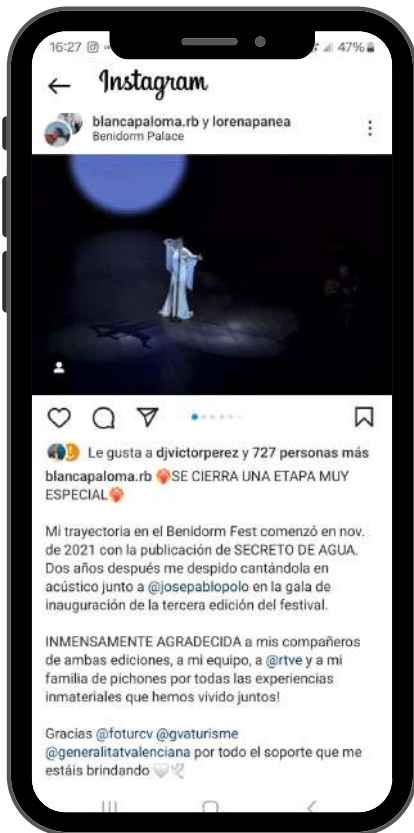 16:27
47%
Instagram
blancapaloma.rb y lorenapanea
Benidorm Palace
Le gusta a djvictorperez y 727 personas más
blancapaloma.rb ❤️‍🔥SE CIERRA UNA ETAPA MUY
ESPECIAL❤️‍🔥
Mi trayectoria en el Benidorm Fest comenzó en nov.
de 2021 con la publicación de SECRETO DE AGUA.
Dos años después me despido cantándola en
acústico junto a @josepablopolo en la gala de
inauguración de la tercera edición del festival.
INMENSAMENTE AGRADECIDA a mis compañeros
de ambas ediciones, a mi equipo, a @rtve y a mi
familia de pichones por todas las experiencias
inmateriales que hemos vivido juntos!
Gracias @foturcv @gvaturisme
@generalitatvalenciana por todo el soporte que me
estáis brindando 🤍🕊️